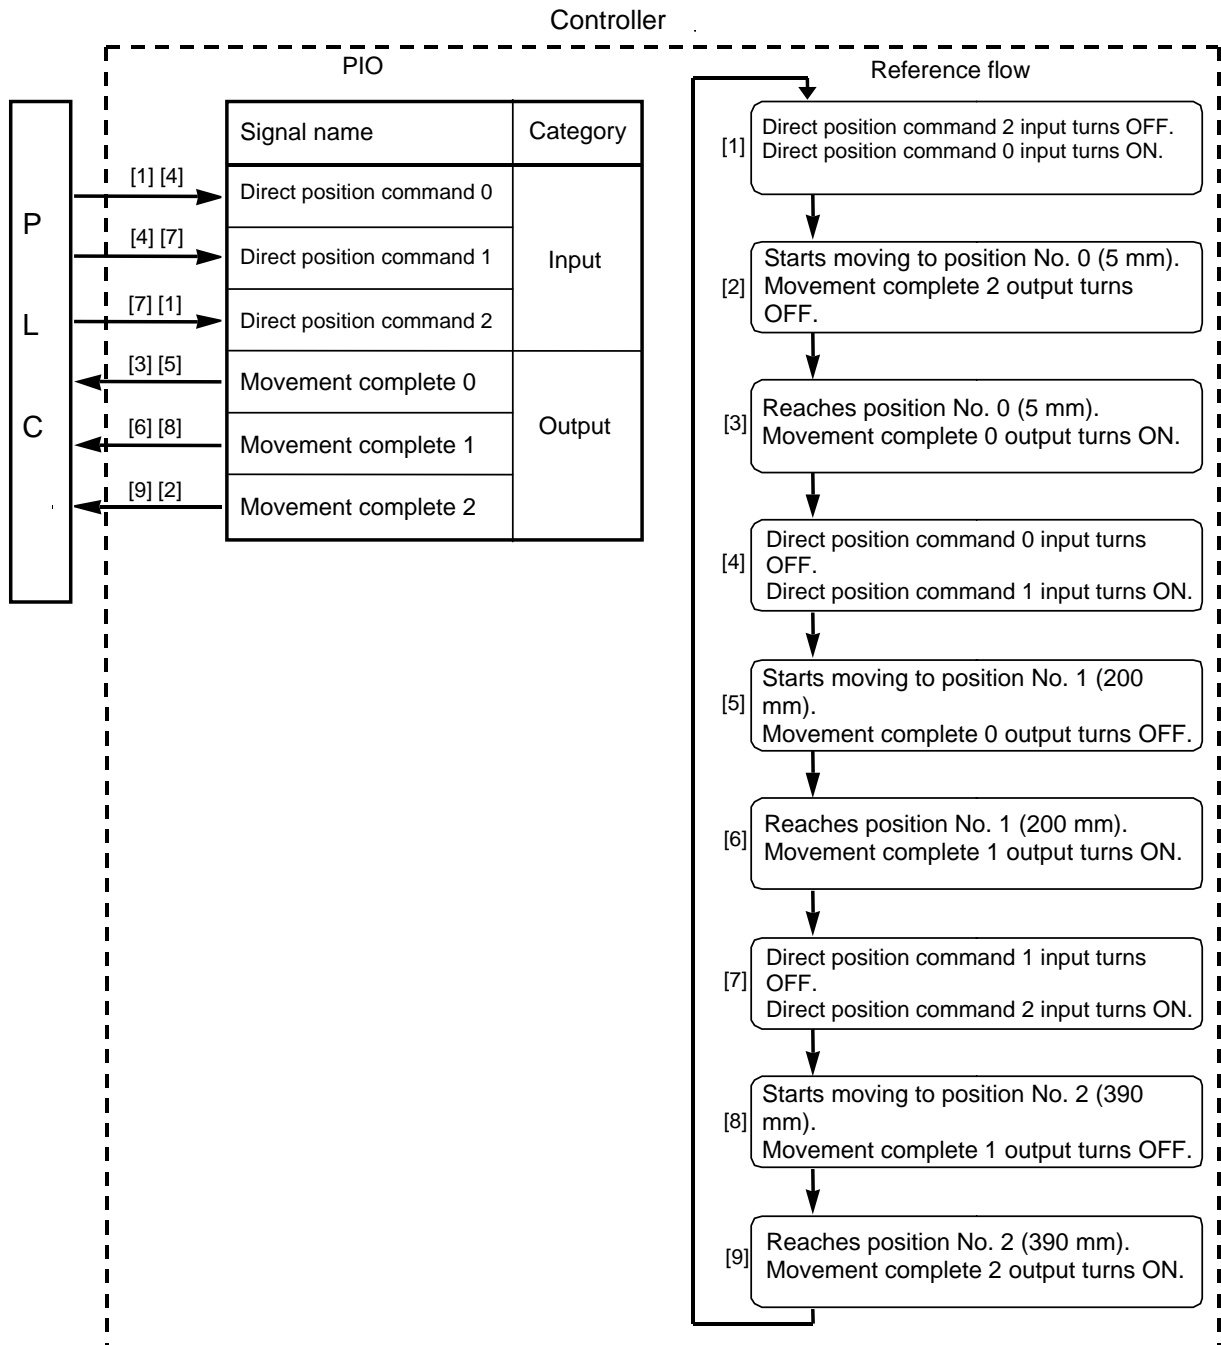 Controller
PIO
Reference flow
P
L
C
Signal name
Category
[1] [4]
Direct position command 0
[4] [7]
Direct position command 1
Input
[7] [1]
Direct position command 2
[3] [5]
Movement complete 0
[6] [8]
Movement complete 1
Output
[9] [2]
Movement complete 2
[1]
Direct position command 2 input turns OFF.
Direct position command 0 input turns ON.
[2]
Starts moving to position No. 0 (5 mm).
Movement complete 2 output turns
OFF.
[3]
Reaches position No. 0 (5 mm).
Movement complete 0 output turns ON.
[4]
Direct position command 0 input turns
OFF.
Direct position command 1 input turns ON.
[5]
Starts moving to position No. 1 (200
mm).
Movement complete 0 output turns OFF.
[6]
Reaches position No. 1 (200 mm).
Movement complete 1 output turns ON.
[7]
Direct position command 1 input turns
OFF.
Direct position command 2 input turns ON.
[8]
Starts moving to position No. 2 (390
mm).
Movement complete 1 output turns OFF.
[9]
Reaches position No. 2 (390 mm).
Movement complete 2 output turns ON.